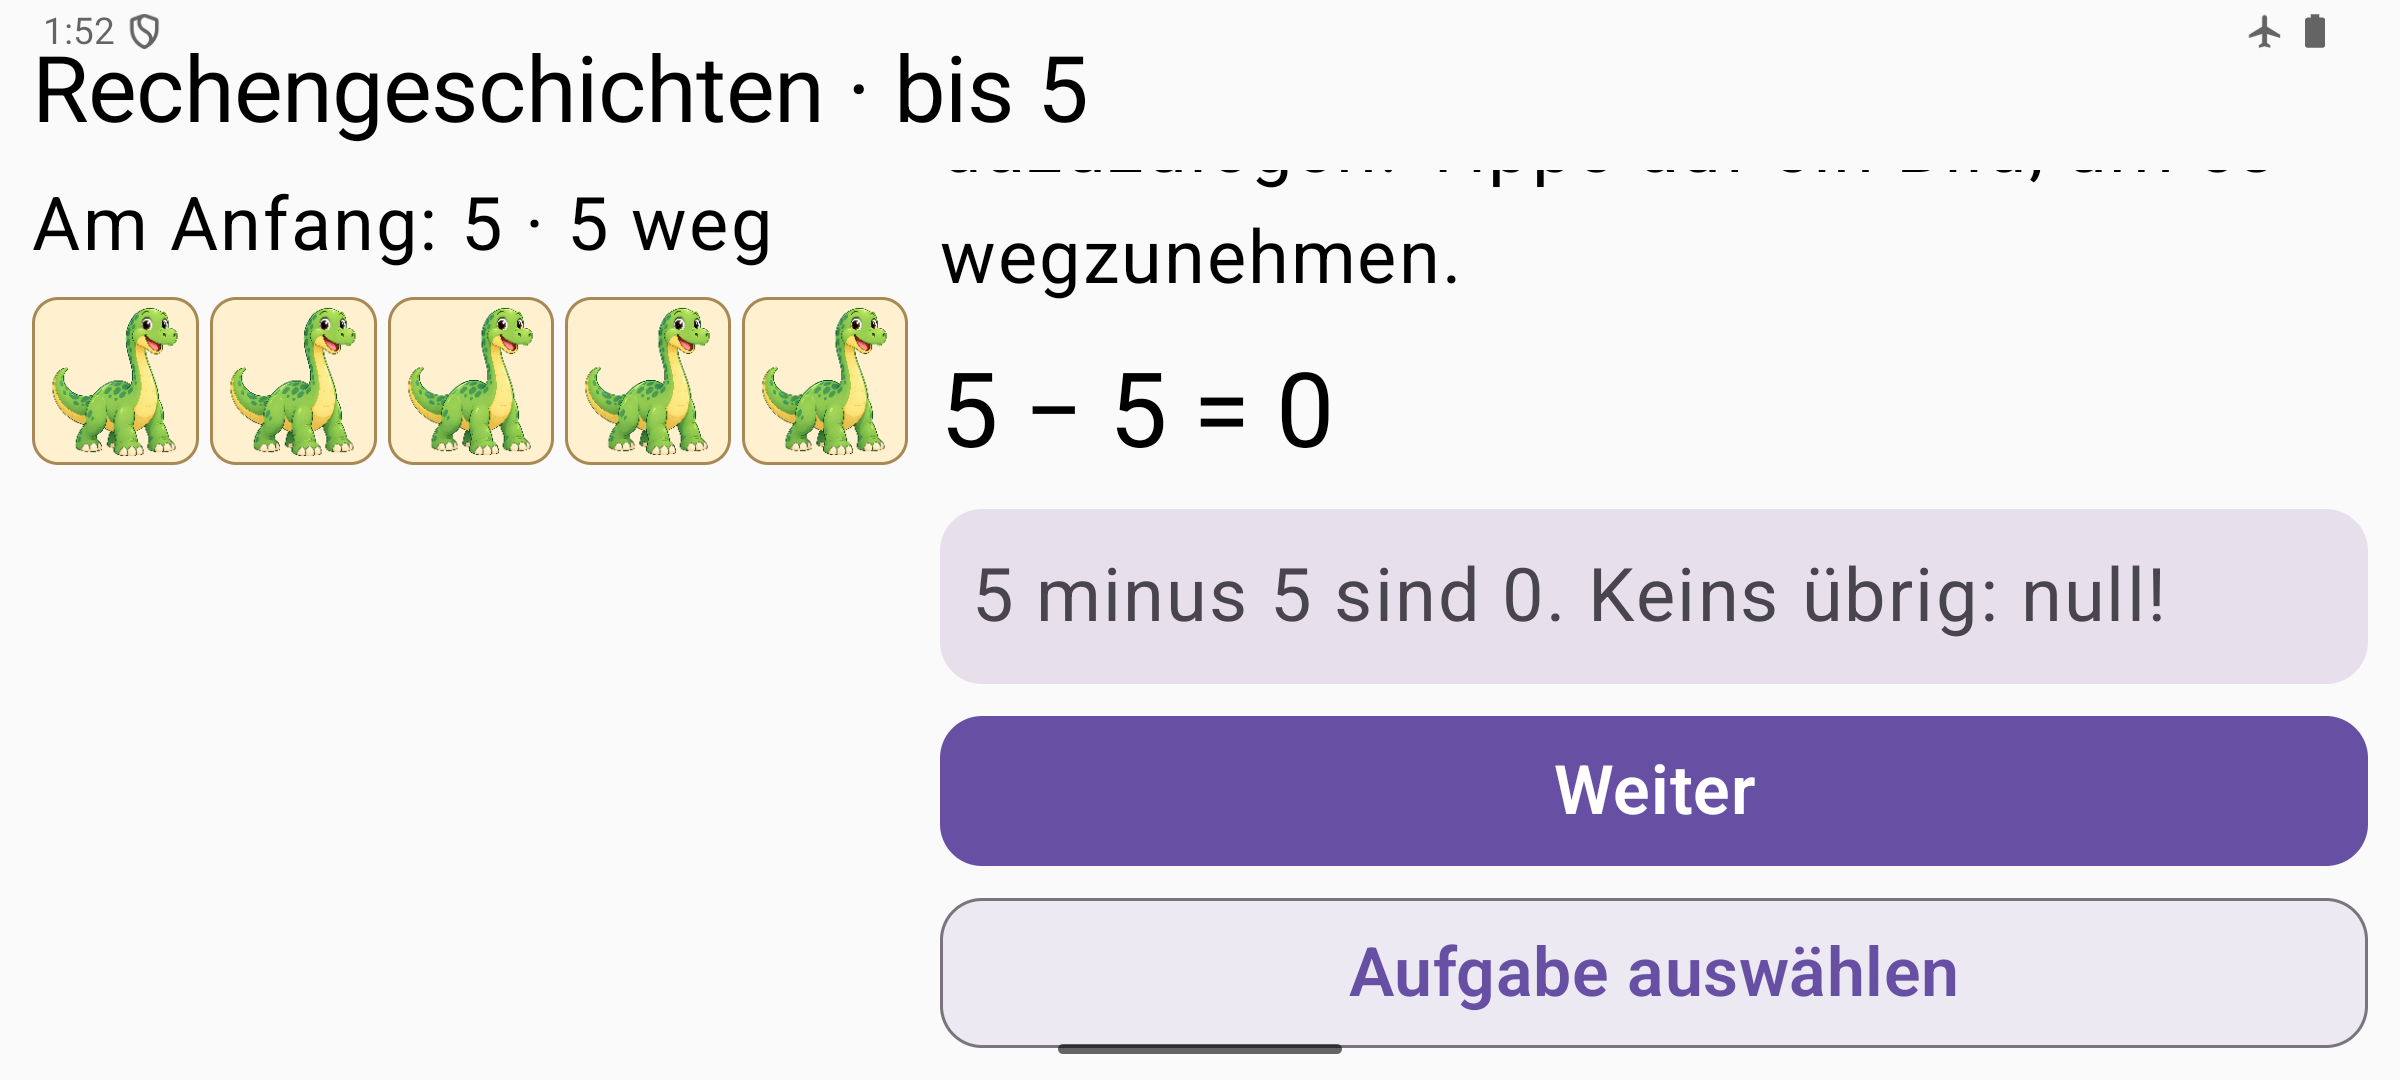 1:52
Rechengeschichten · bis 5
Am Anfang: 5 · 5 weg
wegzunehmen.
5 − 5 = 0
5 minus 5 sind 0. Keins übrig: null!
Weiter
Aufgabe auswählen